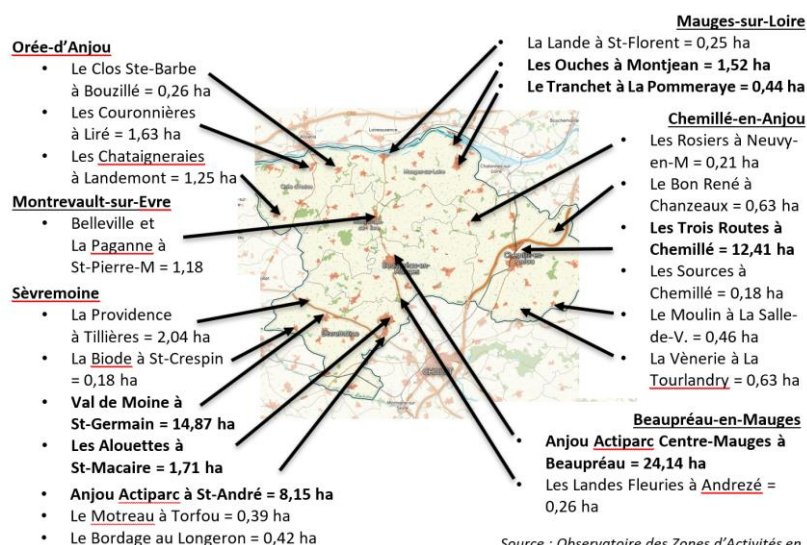 Orée-d’Anjou
• Le Clos Ste-Barbe
à Bouzillé = 0,26 ha
• Les Couronnières
à Liré = 1,63 ha
• Les Chataigneraies
à Landemont = 1,25 ha
Montrevault-sur-Evre
• Belleville et
La Paganne à
St-Pierre-M = 1,18
Sèvremoine
• La Providence
à Tillières = 2,04 ha
• La Biode à St-Crespin
= 0,18 ha
• Val de Moine à
St-Germain = 14,87 ha
• Les Alouettes à
St-Macaire = 1,71 ha
• Anjou Actiparc à St-André = 8,15 ha
• Le Motreau à Torfou = 0,39 ha
• Le Bordage au Longeron = 0,42 ha
Mauges-sur-Loire
• La Lande à St-Florent = 0,25 ha
• Les Ouches à Montjean = 1,52 ha
• Le Tranchet à La Pommeraye = 0,44 ha
Chemillé-en-Anjou
• Les Rosiers à Neuvy-
en-M = 0,21 ha
• Le Bon René à
Chanzeaux = 0,63 ha
• Les Trois Routes à
Chemillé = 12,41 ha
• Les Sources à
Chemillé = 0,18 ha
• Le Moulin à La Salle-
de-V. = 0,46 ha
• La Vènerie à La
Tourlandry = 0,63 ha
Beaupréau-en-Mauges
• Anjou Actiparc Centre-Mauges à
Beaupréau = 24,14 ha
• Les Landes Fleuries à Andrezé =
0,26 ha
Source : Observatoire des Zones d’Activités en
Mauges-sur-Loire